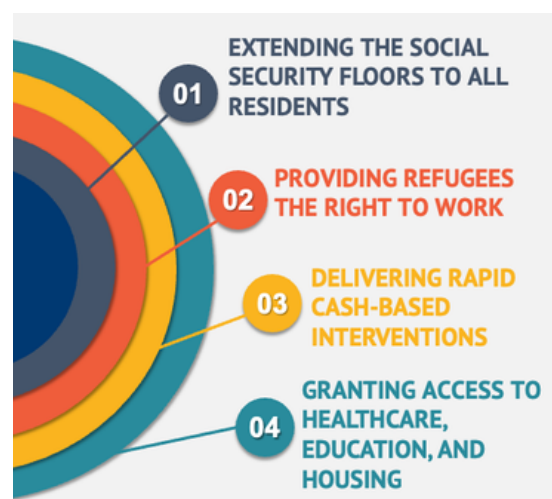 01
EXTENDING THE SOCIAL
SECURITY FLOORS TO ALL
RESIDENTS
02
PROVIDING REFUGEES
THE RIGHT TO WORK
03
DELIVERING RAPID
CASH-BASED
INTERVENTIONS
04
GRANTING ACCESS TO
HEALTHCARE,
EDUCATION, AND
HOUSING